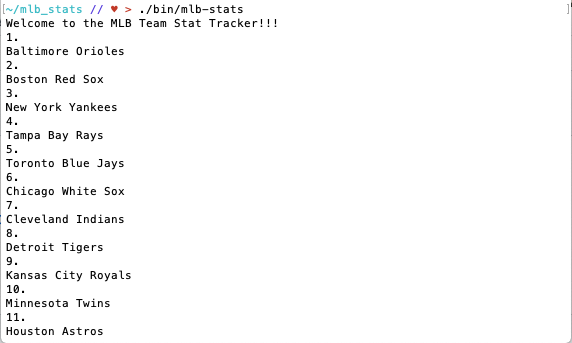 [~/mlb_stats // ♥ > ./bin/mlb-stats ]
Welcome to the MLB Team Stat Tracker!!!
1.
Baltimore Orioles
2.
Boston Red Sox
3.
New York Yankees
4.
Tampa Bay Rays
5.
Toronto Blue Jays
6.
Chicago White Sox
7.
Cleveland Indians
8.
Detroit Tigers
9.
Kansas City Royals
10.
Minnesota Twins
11.
Houston Astros